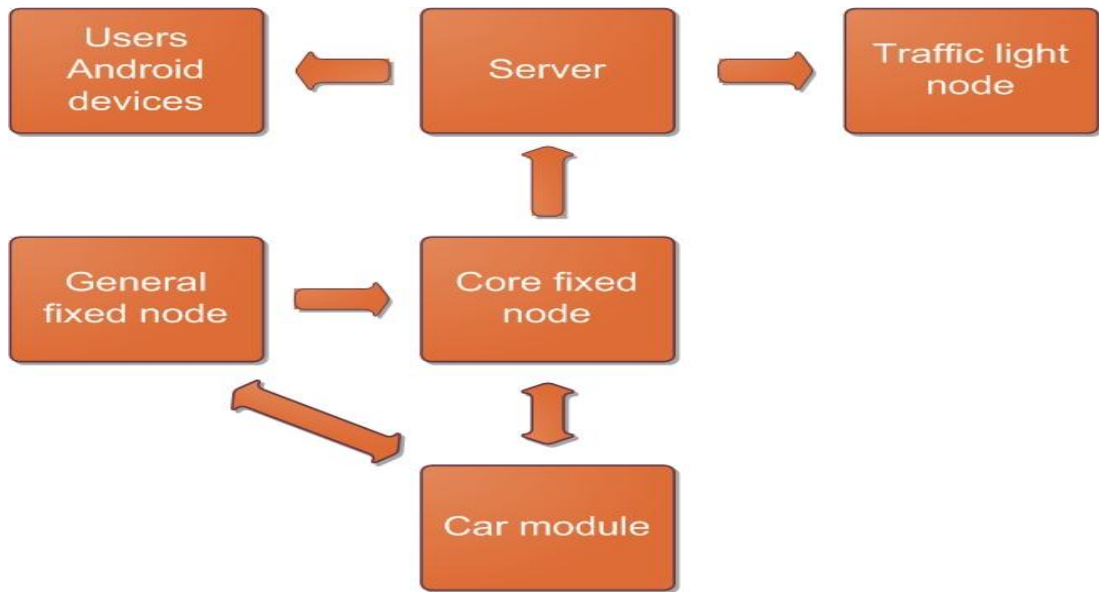 Users
Android
devices
Server
Traffic light
node
General
fixed node
Core fixed
node
Car module